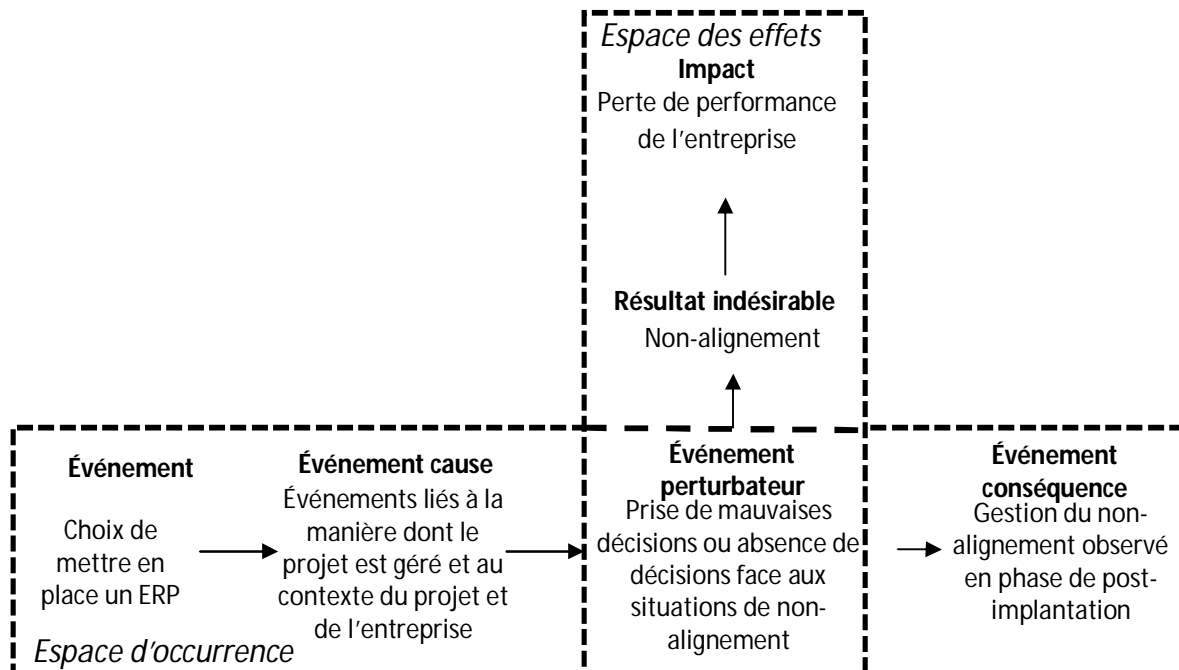 Espace des effets
Impact
Perte de performance
de l'entreprise
Résultat indésirable
Non-alignement
Événement
Choix de
mettre en
place un ERP
Événement cause
Événements liés à la
manière dont le
projet est géré et au
contexte du projet et
de l'entreprise
Événement
perturbateur
Prise de mauvaises
décisions ou absence de
décisions face aux
situations de non-
alignement
Événement
conséquence
Gestion du non-
alignement observé
en phase de post-
implantation
Espace d'occurrence